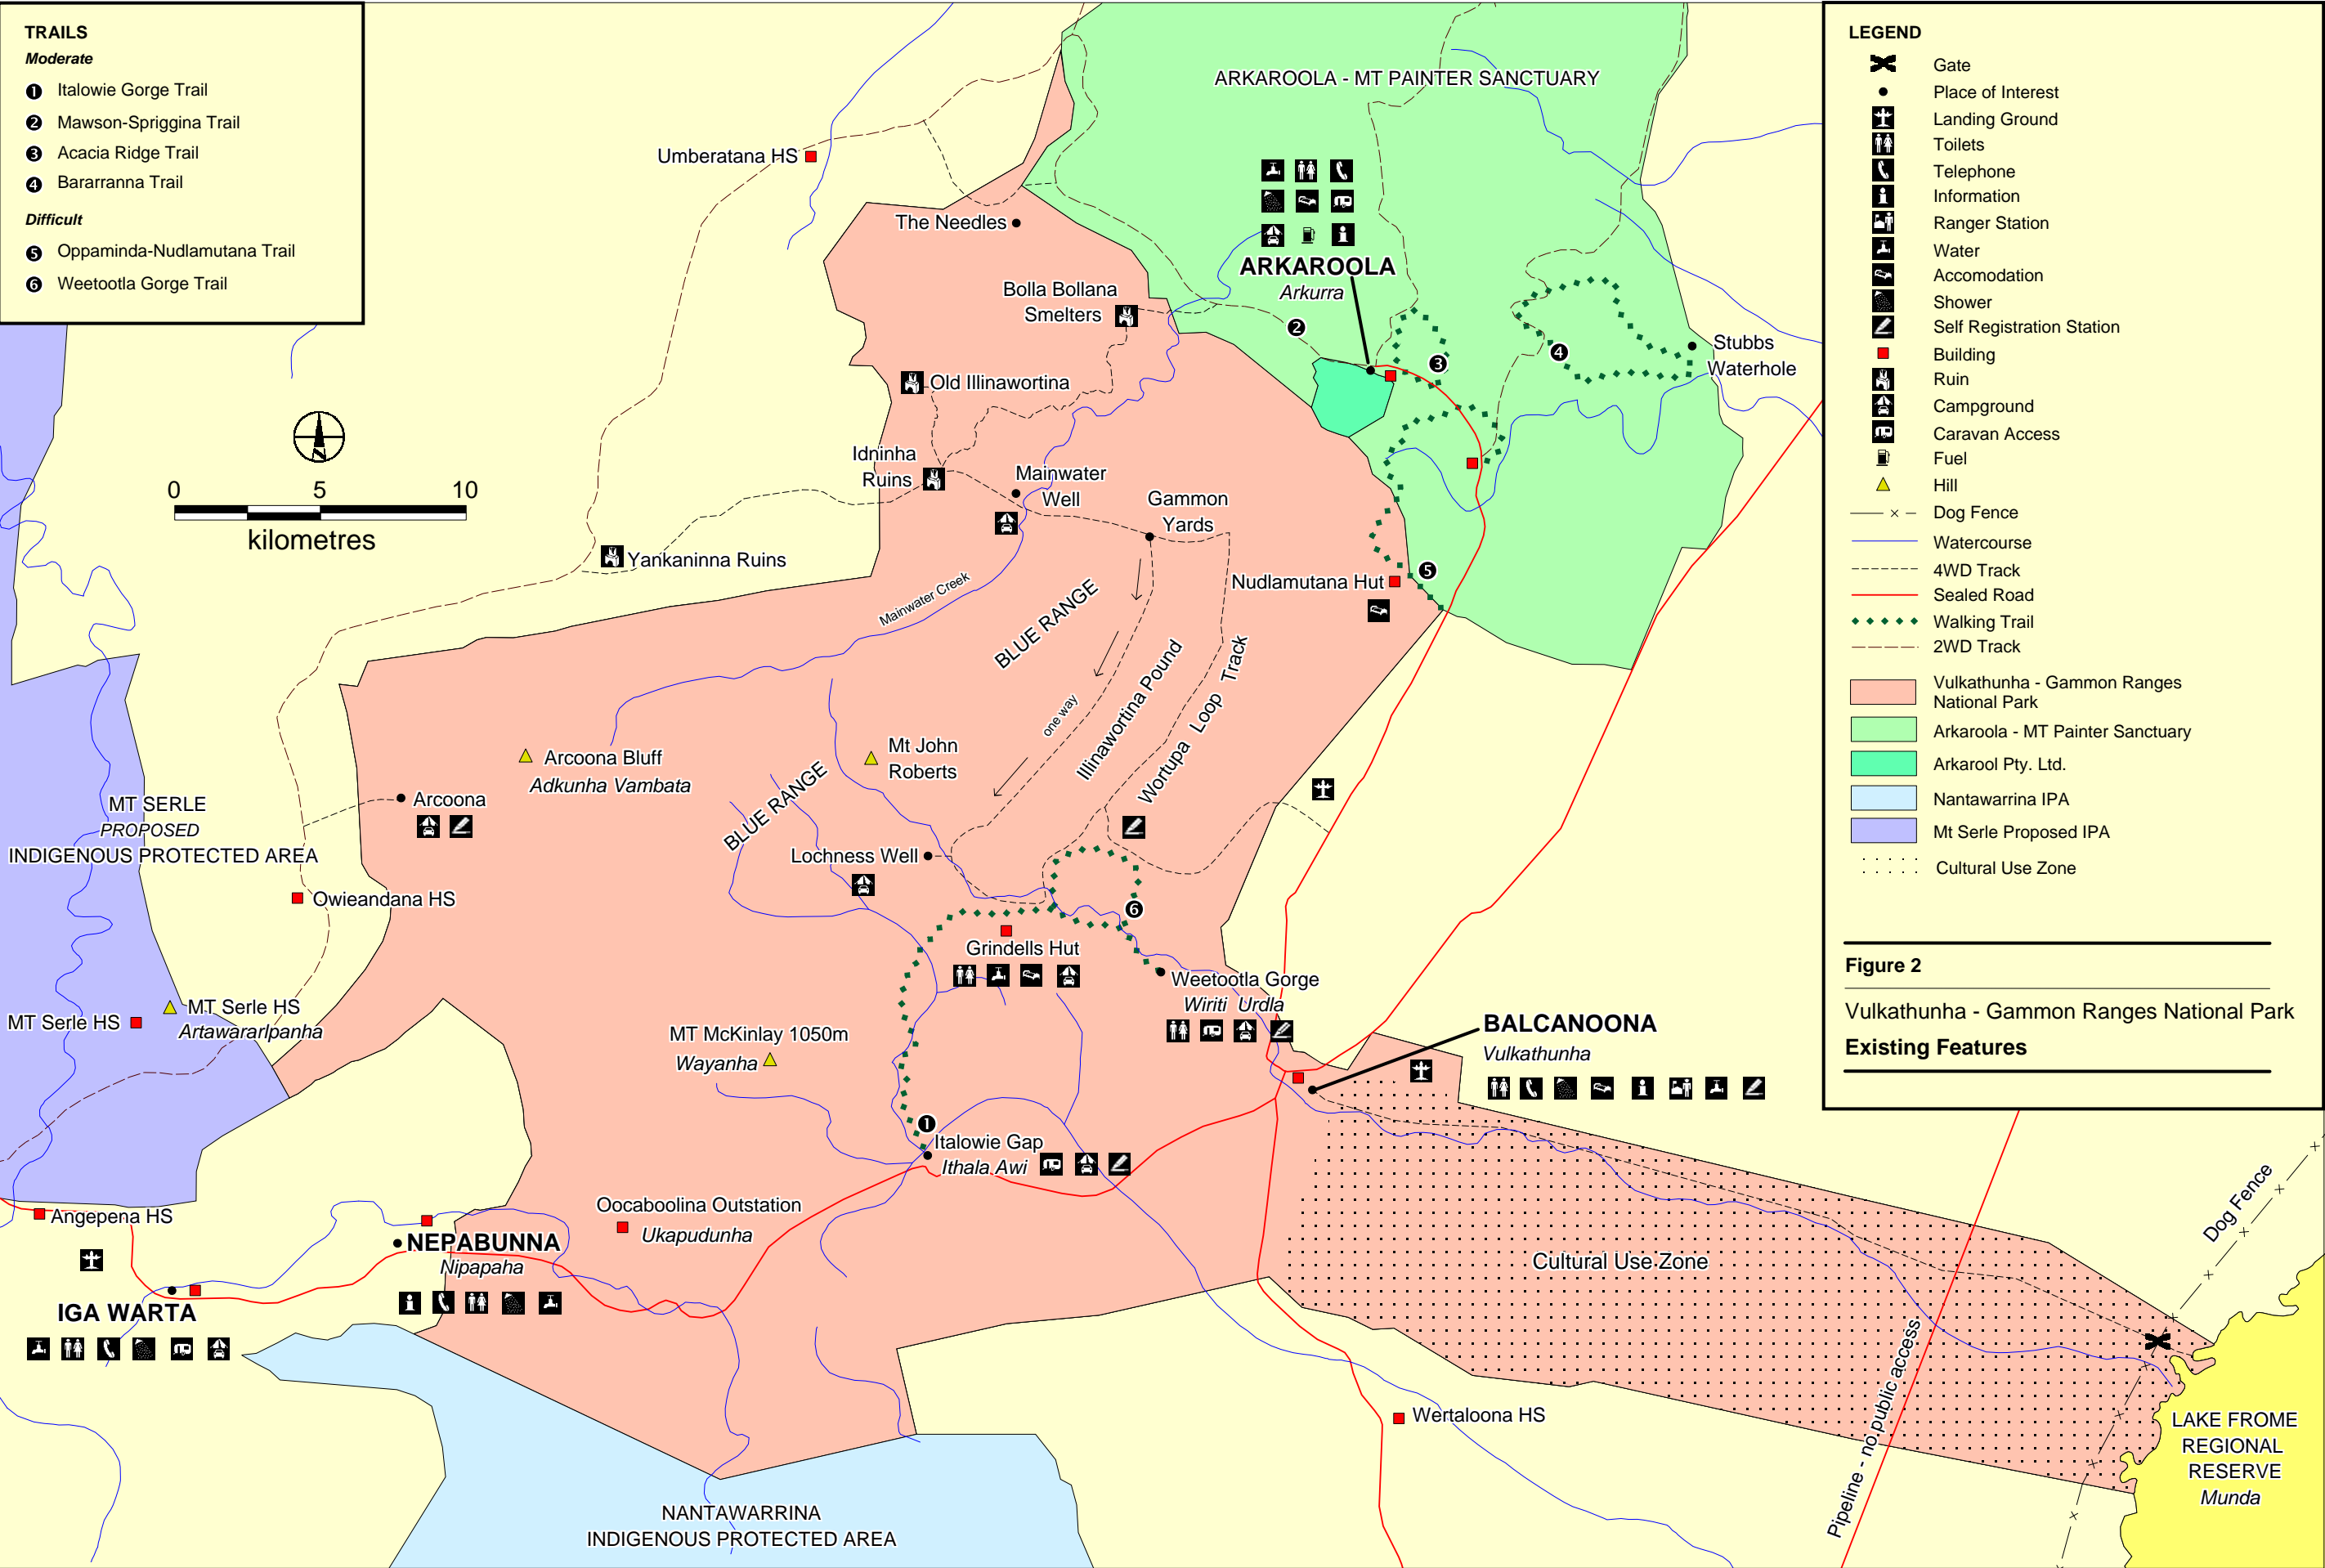 TRAILS
Moderate
1 Italowie Gorge Trail
2 Mawson-Spriggina Trail
3 Acacia Ridge Trail
4 Bararranna Trail
Difficult
5 Oppaminda-Nudlamutana Trail
6 Weetootla Gorge Trail
ARKAROOLA - MT PAINTER SANCTUARY
Umberatana HS
The Needles
ARKAROOLA
Arkurra
Bolla Bollana
Smelters
2
3
4
Stubbs
Waterhole
Old Illinawortina
Idninha
Ruins
Mainwater
Well
Gammon
Yards
0 5 10
kilometres
Yankaninna Ruins
Mainwater Creek
BLUE RANGE
Nudlamutana Hut
5
one way
Illinawortina Pound
Wortupa Loop Track
Arcoona Bluff
Adkunha Vambata
Mt John
Roberts
BLUE RANGE
Arcoona
MT SERLE
PROPOSED
INDIGENOUS PROTECTED AREA
Lochness Well
Owieandana HS
6
Grindells Hut
Weetootla Gorge
Wiriti Urdla
MT Serle HS
Artawararlpanha
MT Serle HS
MT McKinlay 1050m
Wayanha
BALCANOONA
Vulkathunha
1
Italowie Gap
Ithala Awi
Angepena HS
Oocaboolina Outstation
Ukapudunha
NEPABUNNA
Nipapaha
IGA WARTA
Cultural Use Zone
Dog Fence
Pipeline - no public access
Wertaloona HS
LAKE FROME
REGIONAL
RESERVE
Munda
NANTAWARRINA
INDIGENOUS PROTECTED AREA
LEGEND
Gate
Place of Interest
Landing Ground
Toilets
Telephone
Information
Ranger Station
Water
Accomodation
Shower
Self Registration Station
Building
Ruin
Campground
Caravan Access
Fuel
Hill
Dog Fence
Watercourse
4WD Track
Sealed Road
Walking Trail
2WD Track
Vulkathunha - Gammon Ranges
National Park
Arkaroola - MT Painter Sanctuary
Arkarool Pty. Ltd.
Nantawarrina IPA
Mt Serle Proposed IPA
Cultural Use Zone
Figure 2
Vulkathunha - Gammon Ranges National Park
Existing Features